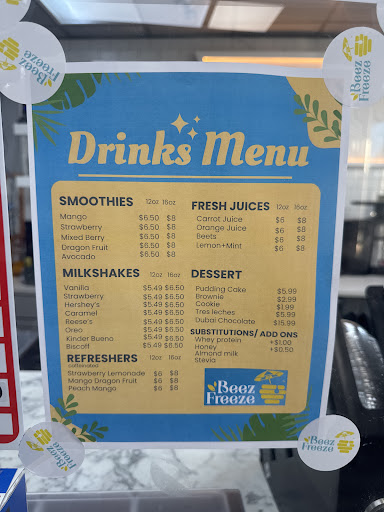 Beez
Freeze
Beez
Freeze
Drinks Menu
SMOOTHIES 12oz 16oz
Mango $6.50 $8
Strawberry $6.50 $8
Mixed Berry $6.50 $8
Dragon Fruit $6.50 $8
Avocado $6.50 $8
FRESH JUICES 12oz 16oz
Carrot Juice $6 $8
Orange Juice $6 $8
Beets $6 $8
Lemon+Mint $6 $8
MILKSHAKES 12oz 16oz
Vanilla $5.49 $6.50
Strawberry $5.49 $6.50
Hershey's $5.49 $6.50
Caramel $5.49 $6.50
Reese's $5.49 $6.50
Oreo $5.49 $6.50
Kinder Bueno $5.49 $6.50
Biscoff $5.49 $6.50
DESSERT
Pudding Cake $5.99
Brownie $2.99
Cookie $1.99
Tres leches $5.99
Dubai Chocolate $15.99
SUBSTITUTIONS/ ADD ONS
Whey protein +$1.00
Honey +$0.50
Almond milk
Stevia
REFRESHERS 12oz 16oz
caffeinated
Strawberry Lemonade $6 $8
Mango Dragon Fruit $6 $8
Peach Mango $6 $8
Beez
Freeze
Beez
Freeze
Beez
Freeze